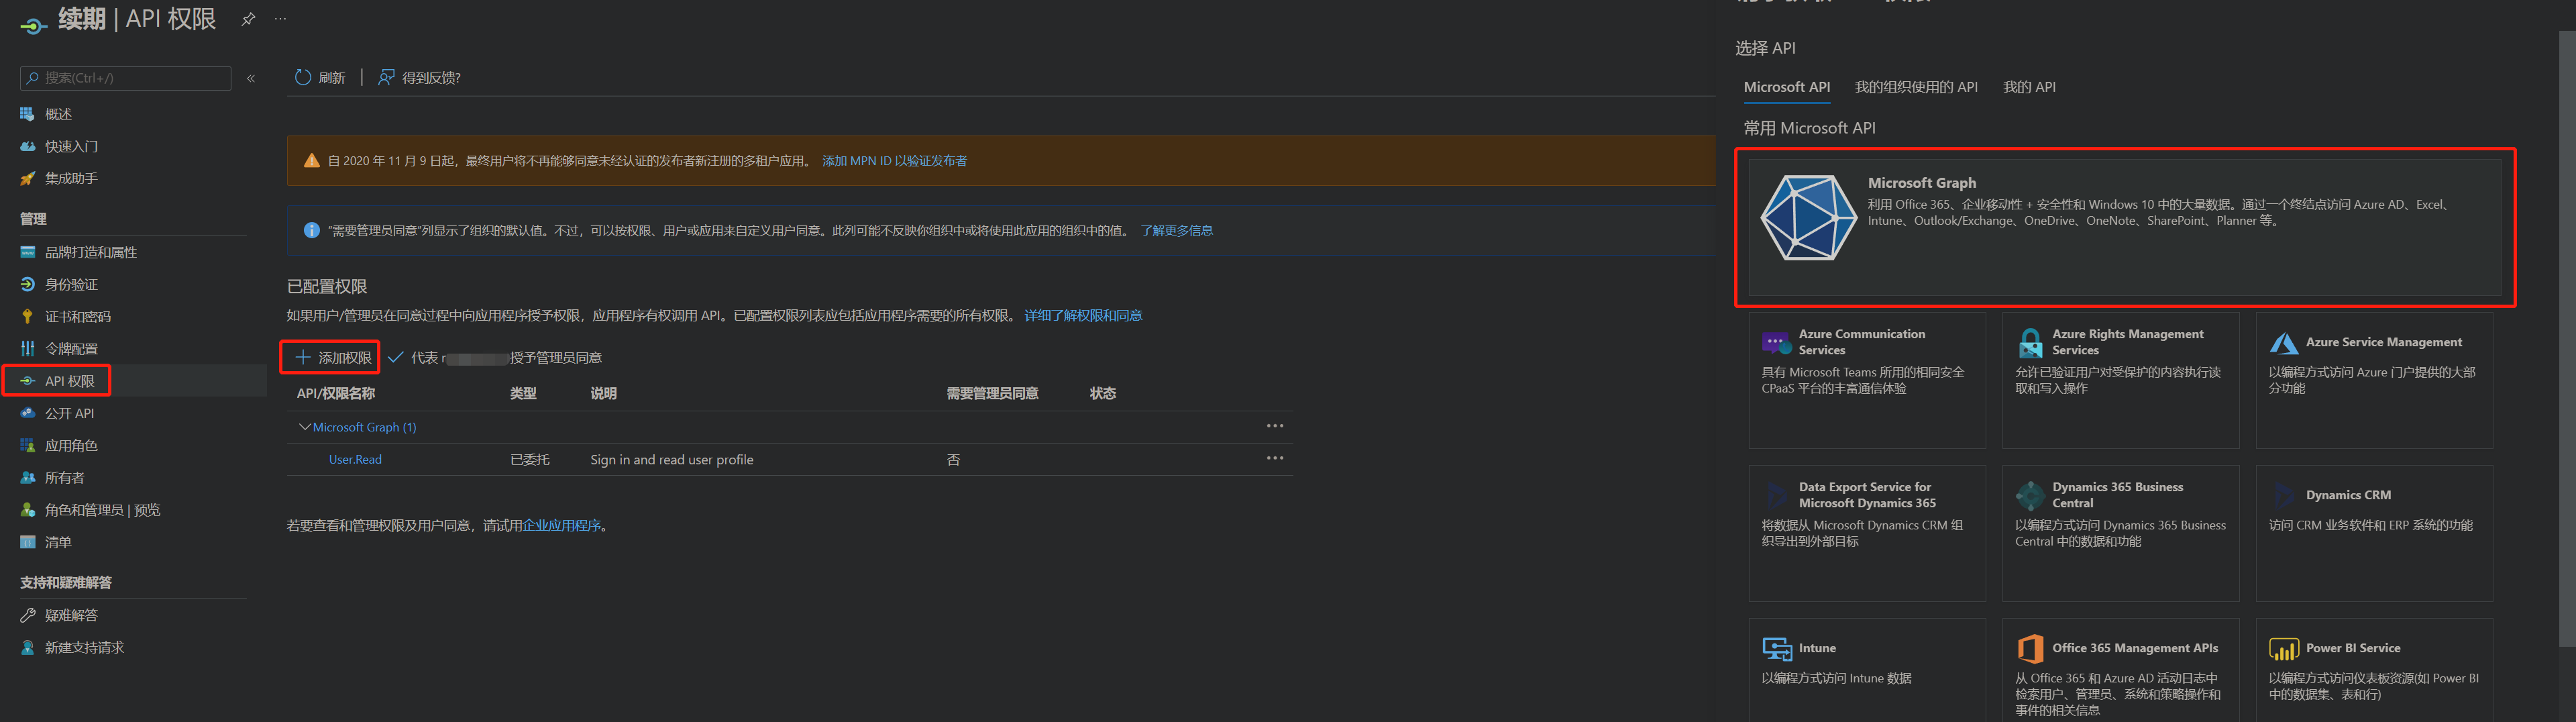 续期 | API 权限
搜索(Ctrl+/)
概述
快速入门
集成助手
管理
品牌打造和属性
身份验证
证书和密码
令牌配置
API 权限
公开 API
应用角色
所有者
角色和管理员 | 预览
清单
支持和疑难解答
疑难解答
新建支持请求
刷新
得到反馈?
自 2020 年 11 月 9 日起，最终用户将不再能够同意未经认证的发布者新注册的多租户应用。 添加 MPN ID 以验证发布者
“需要管理员同意”列显示了组织的默认值。不过，可以按权限、用户或应用来自定义用户同意。此列可能不反映你组织中或将使用此应用的组织中的值。 了解更多信息
已配置权限
如果用户/管理员在同意过程中向应用程序授予权限，应用程序有权调用 API。已配置权限列表应包括应用程序需要的所有权限。 详细了解权限和同意
添加权限 代表 r 授予管理员同意
API/权限名称 类型 说明 需要管理员同意 状态
Microsoft Graph (1)
User.Read 已委托 Sign in and read user profile 否
若要查看和管理权限及用户同意，请试用企业应用程序。
选择 API
Microsoft API 我的组织使用的 API 我的 API
常用 Microsoft API
Microsoft Graph
利用 Office 365、企业移动性 + 安全性和 Windows 10 中的大量数据。通过一个终结点访问 Azure AD、Excel、
Intune、Outlook/Exchange、OneDrive、OneNote、SharePoint、Planner 等。
Azure Communication
Services
具有 Microsoft Teams 所用的相同安全
CPaaS 平台的丰富通信体验
Azure Rights Management
Services
允许已验证用户对受保护的内容执行读
取和写入操作
Azure Service Management
以编程方式访问 Azure 门户提供的大部
分功能
Data Export Service for
Microsoft Dynamics 365
将数据从 Microsoft Dynamics CRM 组
织导出到外部目标
Dynamics 365 Business
Central
以编程方式访问 Dynamics 365 Business
Central 中的数据和功能
Dynamics CRM
访问 CRM 业务软件和 ERP 系统的功能
Intune
以编程方式访问 Intune 数据
Office 365 Management APIs
从 Office 365 和 Azure AD 活动日志中
检索用户、管理员、系统和策略操作和
事件的相关信息
Power BI Service
以编程方式访问仪表板资源(如 Power BI
中的数据集、表和行)